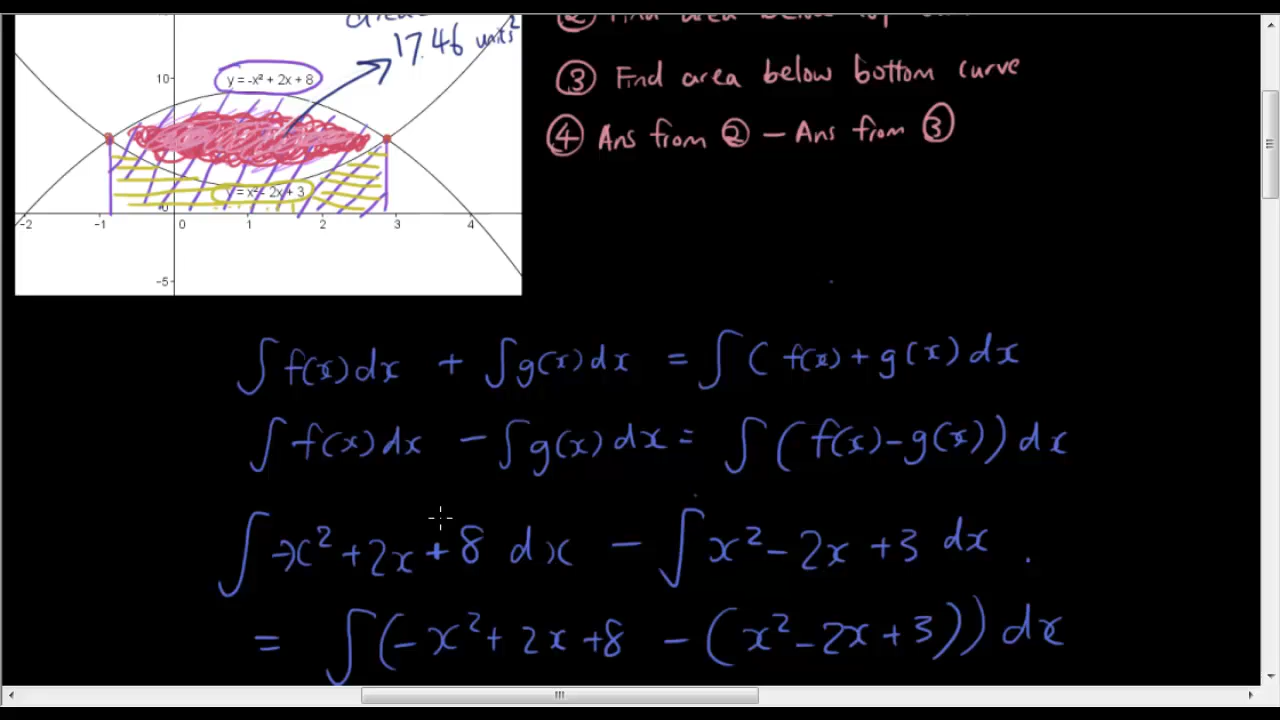 area
17.46 units²
10
y = -x² + 2x + 8
y = x² - 2x + 3
-2 -1 0 1 2 3 4
-5
③ Find area below bottom curve
④ Ans from ② — Ans from ③
∫ f(x) dx + ∫ g(x) dx = ∫ ( f(x) + g(x) dx
∫ f(x) dx - ∫ g(x) dx = ∫ ( f(x) - g(x) ) dx
∫ -x² + 2x + 8 dx - ∫ x² - 2x + 3 dx .
= ∫ (-x² + 2x + 8 - (x² - 2x + 3)) dx